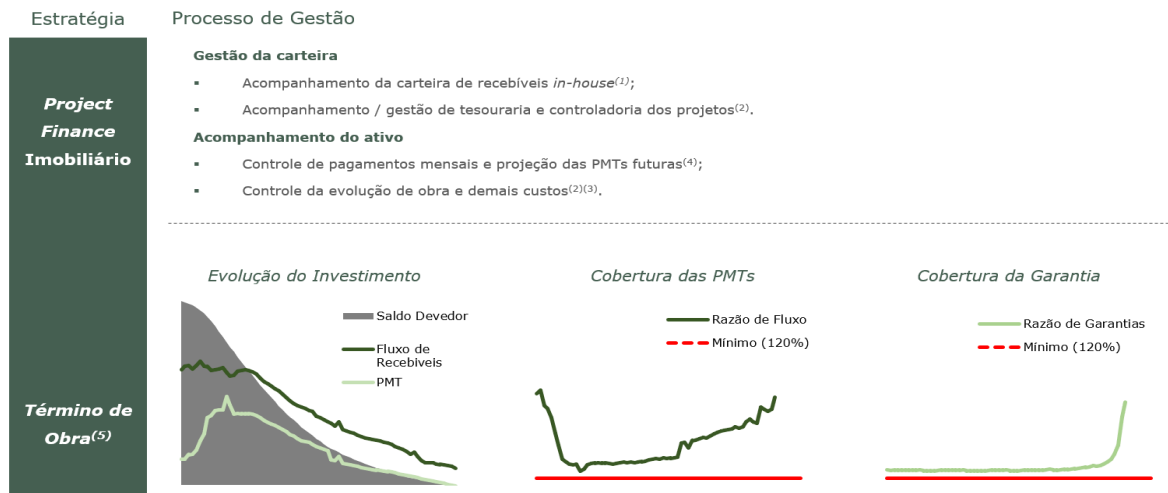 Estratégia
Processo de Gestão
Project
Finance
Imobiliário
Gestão da carteira
▪ Acompanhamento da carteira de recebíveis in-house(1);
▪ Acompanhamento / gestão de tesouraria e controladoria dos projetos(2).
Acompanhamento do ativo
▪ Controle de pagamentos mensais e projeção das PMTs futuras(4);
▪ Controle da evolução de obra e demais custos(2)(3).
Término de
Obra(5)
Evolução do Investimento
Saldo Devedor
Fluxo de
Recebiveis
PMT
Cobertura das PMTs
Razão de Fluxo
Mínimo (120%)
Cobertura da Garantia
Razão de Garantias
Mínimo (120%)